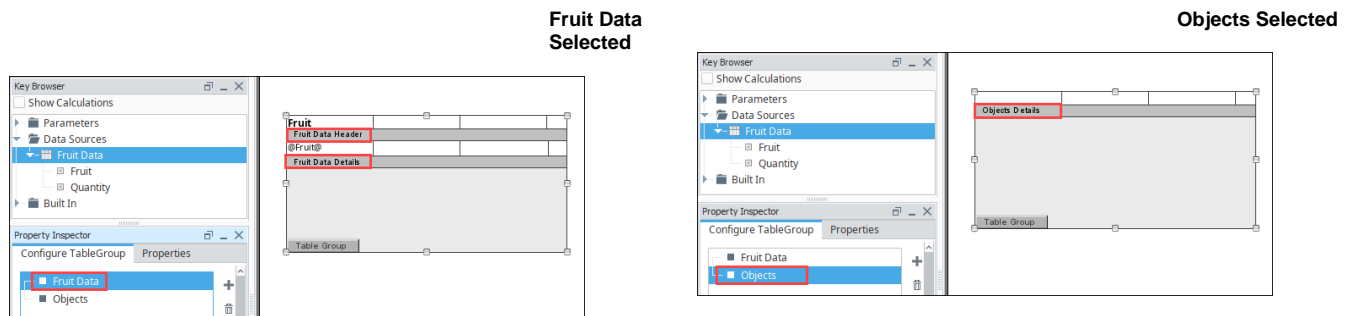 Fruit Data
Selected
Key Browser
Show Calculations
Parameters
Data Sources
Fruit Data
Fruit
Quantity
Built In
Property Inspector
Configure TableGroup Properties
Fruit Data
Objects
Fruit
Fruit Data Header
@Fruit@
Fruit Data Details
Table Group
Objects Selected
Key Browser
Show Calculations
Parameters
Data Sources
Fruit Data
Fruit
Quantity
Built In
Property Inspector
Configure TableGroup Properties
Fruit Data
Objects
Objects Details
Table Group